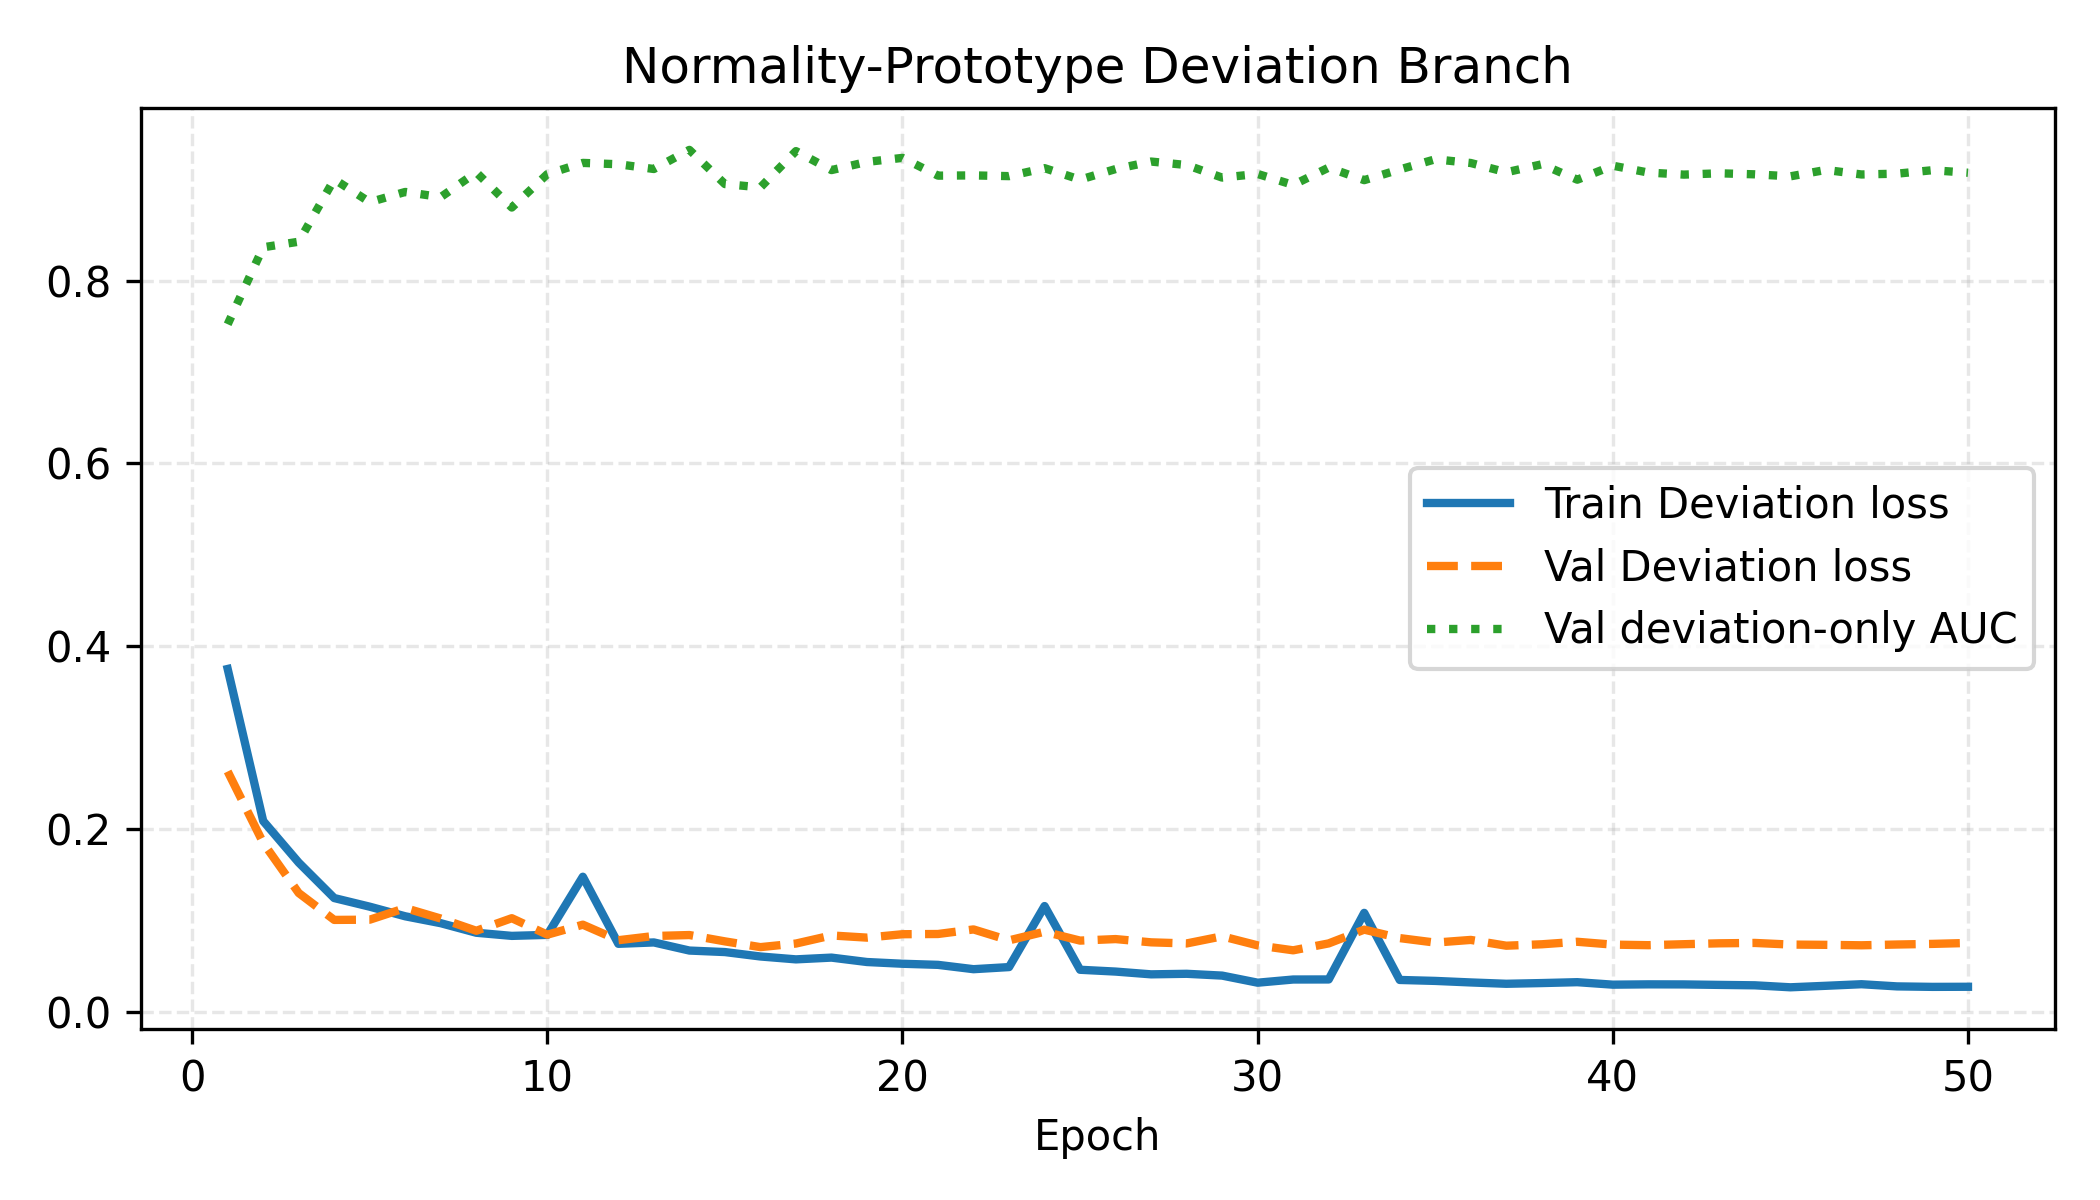 Normality-Prototype Deviation Branch
0.8
0.6
0.4
0.2
0.0
Train Deviation loss
Val Deviation loss
Val deviation-only AUC
0 10 20 30 40 50
Epoch